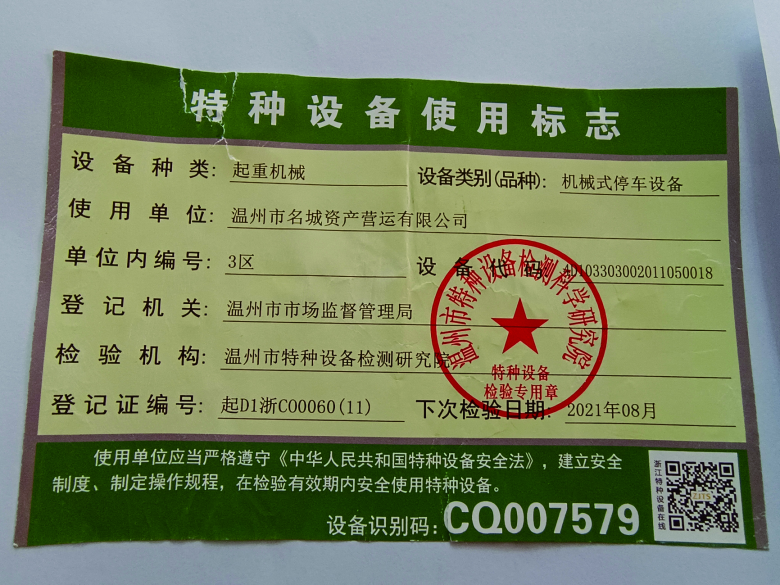 特种设备使用标志
设备种类: 起重机械 设备类别(品种): 机械式停车设备
使用单位: 温州市名城资产营运有限公司
单位内编号: 3区 设备代码: 4D103303002011050018
登记机关: 温州市市场监督管理局
检验机构: 温州市特种设备检测研究院
登记证编号: 起D1浙C00060(11) 下次检验日期: 2021年08月
温州市特种设备检测科学研究院
特种设备
检验专用章
使用单位应当严格遵守《中华人民共和国特种设备安全法》，建立安全
制度、制定操作规程，在检验有效期内安全使用特种设备。
设备识别码: CQ007579
浙江特种设备在线